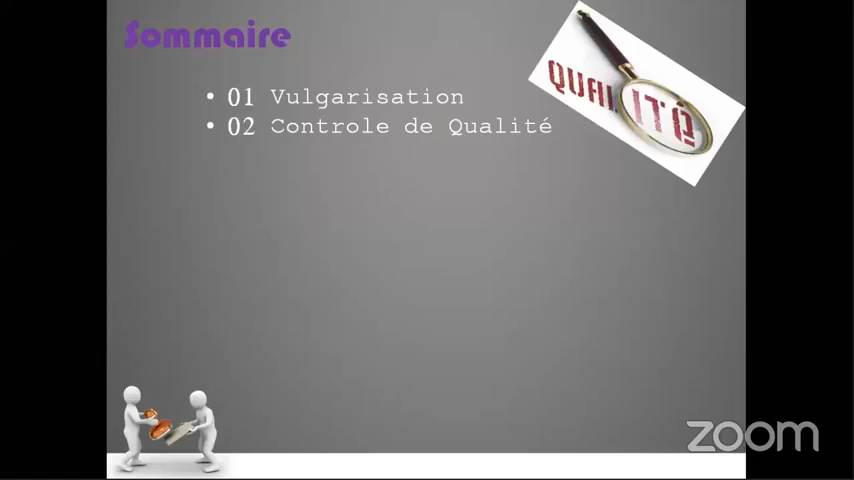 Sommaire
• 01 Vulgarisation
• 02 Controle de Qualité
QUALITÉ
zoom